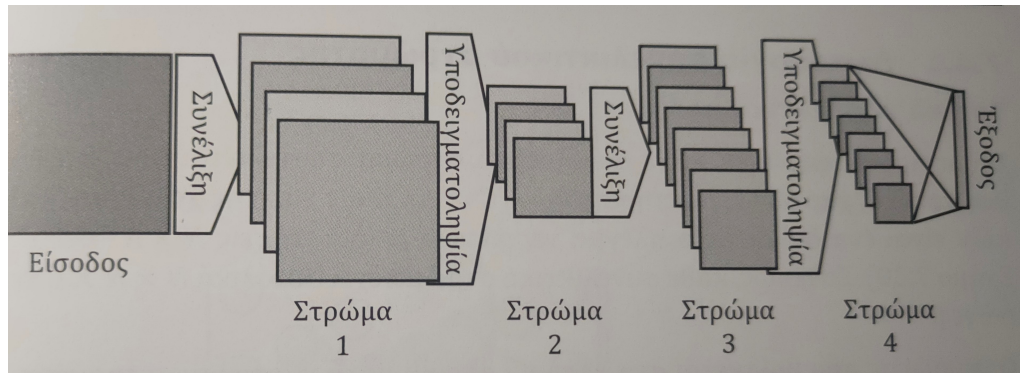 Είσοδος
Συνέλιξη
Στρώμα
1
Υποδειγματοληψία
Στρώμα
2
Συνέλιξη
Στρώμα
3
Υποδειγματοληψία
Στρώμα
4
Έξοδος